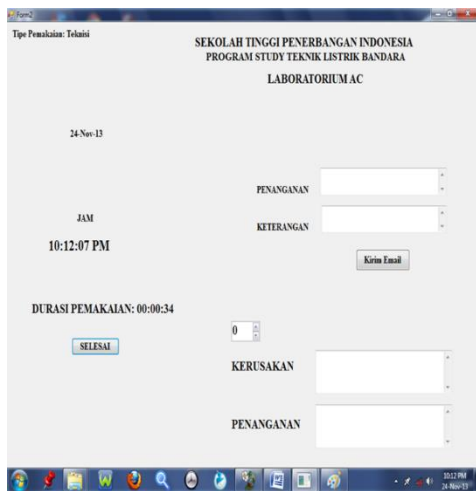 Form2
Tipe Pemakaian: Teknisi
SEKOLAH TINGGI PENERBANGAN INDONESIA
PROGRAM STUDY TEKNIK LISTRIK BANDARA
LABORATORIUM AC
24-Nov-13
PENANGANAN
JAM
KETERANGAN
10:12:07 PM
Kirim Email
DURASI PEMAKAIAN: 00:00:34
0
SELESAI
KERUSAKAN
PENANGANAN
10:12 PM
24-Nov-13